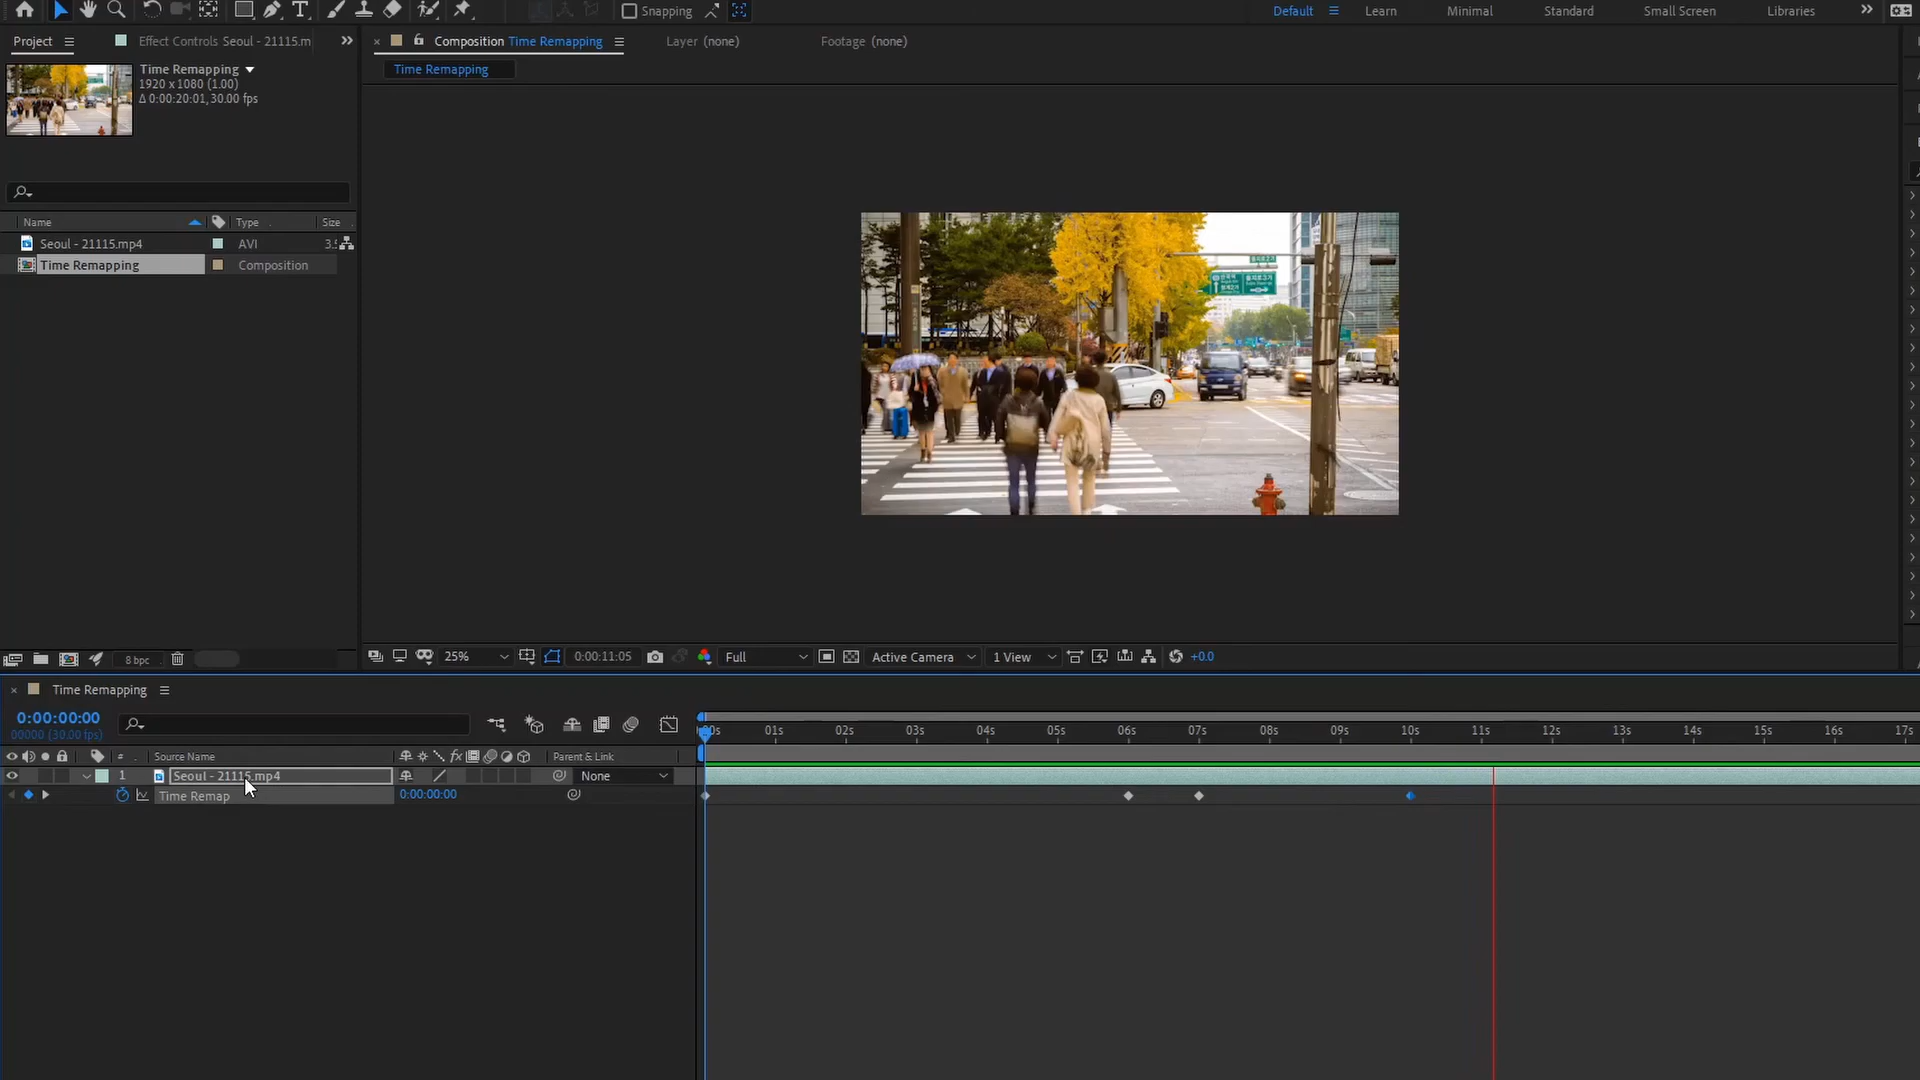 Snapping
Default
Learn
Minimal
Standard
Small Screen
Libraries
Project
Effect Controls Seoul - 21115.m
Composition Time Remapping
Layer (none)
Footage (none)
Time Remapping
1920 x 1080 (1.00)
Δ 0:00:20:01, 30.00 fps
Time Remapping
Name
Type
Size
Seoul - 21115.mp4
AVI
Time Remapping
Composition
8 bpc
25%
0:00:11:05
Full
Active Camera
1 View
+0.0
Time Remapping
0:00:00:00
00000 (30.00 fps)
01s 02s 03s 04s 05s 06s 07s 08s 09s 10s 11s 12s 13s 14s 15s 16s 17s
#
Source Name
fx
Parent & Link
1
Seoul - 21115.mp4
None
Time Remap
0:00:00:00